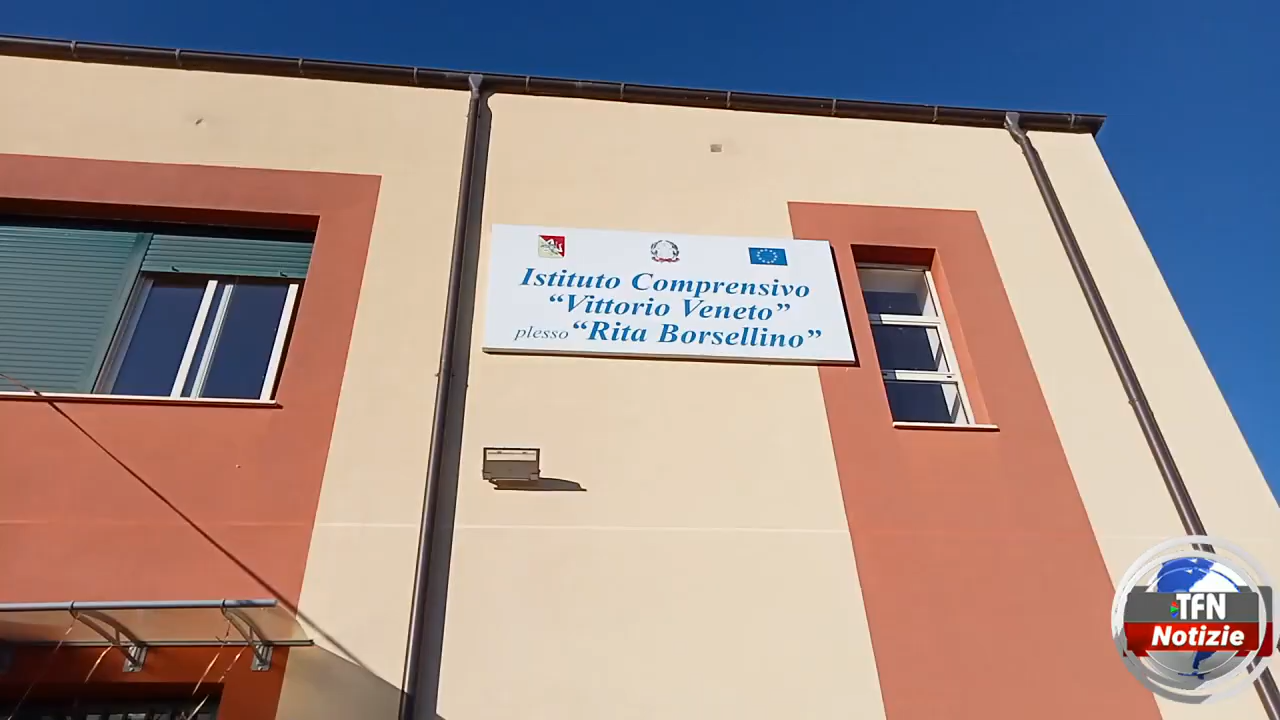 Istituto Comprensivo
“Vittorio Veneto”
plesso “Rita Borsellino”
TFN
Notizie